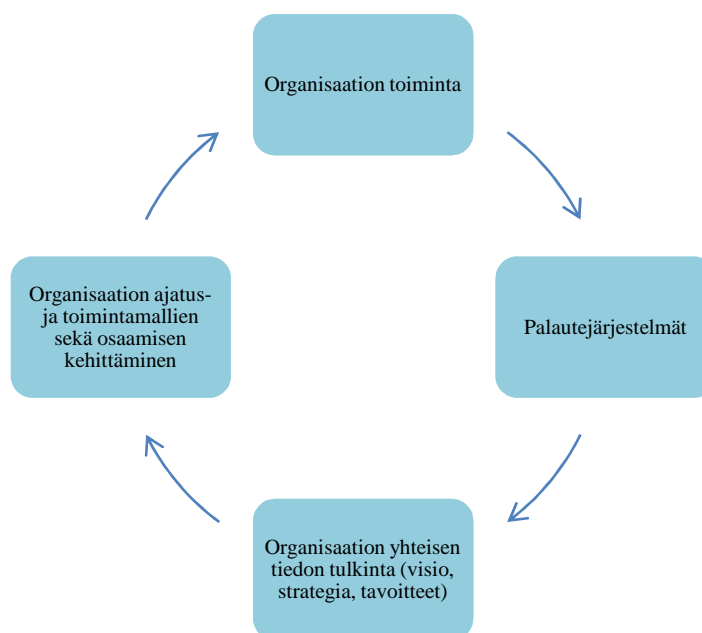 Organisaation toiminta
Palautejärjestelmät
Organisaation yhteisen
tiedon tulkinta (visio,
strategia, tavoitteet)
Organisaation ajatus-
ja toimintamallien
sekä osaamisen
kehittäminen